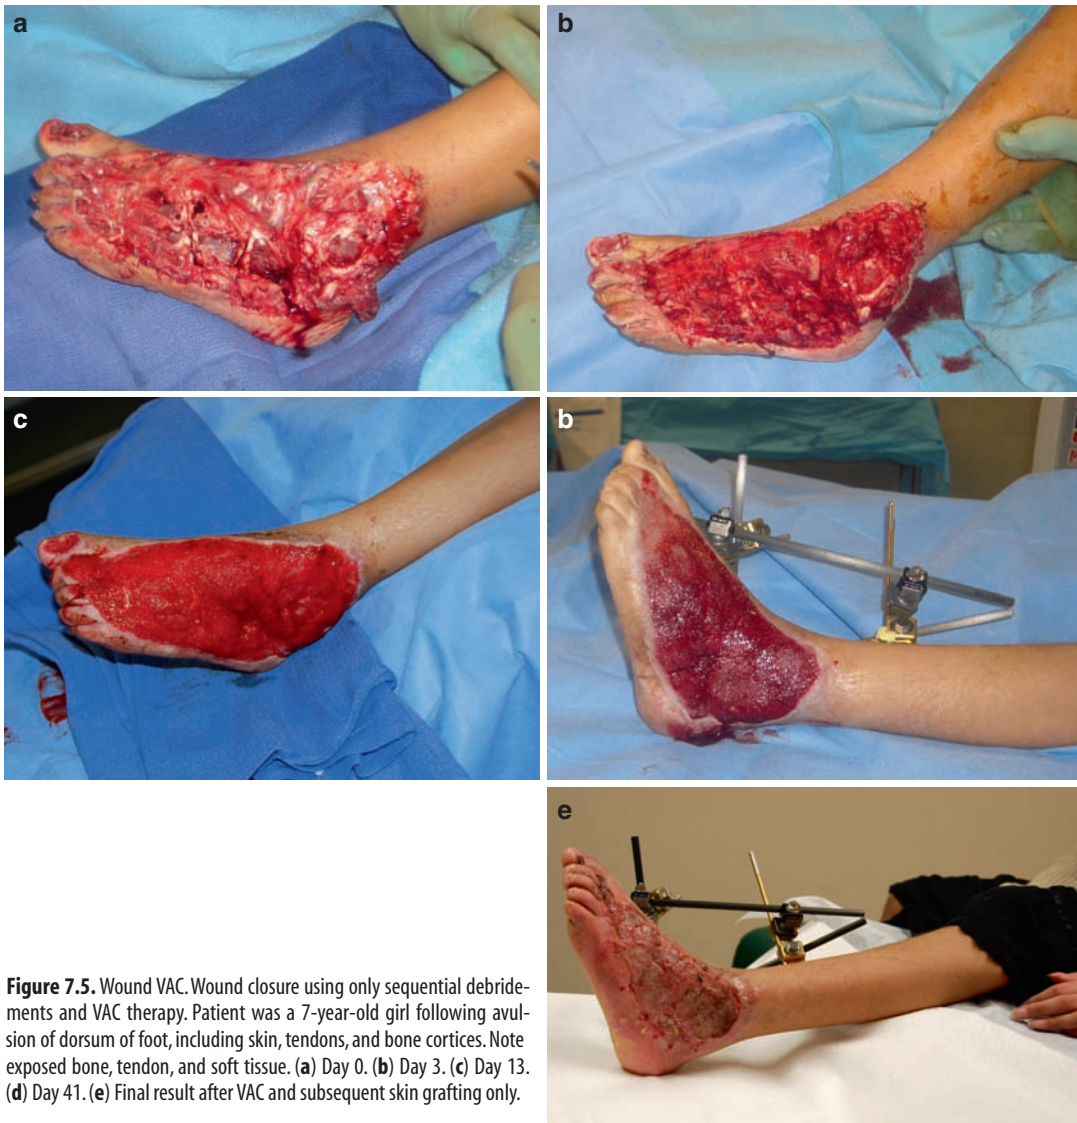 a
b
c
b
e
Figure 7.5. Wound VAC. Wound closure using only sequential debride-
ments and VAC therapy. Patient was a 7-year-old girl following avul-
sion of dorsum of foot, including skin, tendons, and bone cortices. Note
exposed bone, tendon, and soft tissue. (a) Day 0. (b) Day 3. (c) Day 13.
(d) Day 41. (e) Final result after VAC and subsequent skin grafting only.